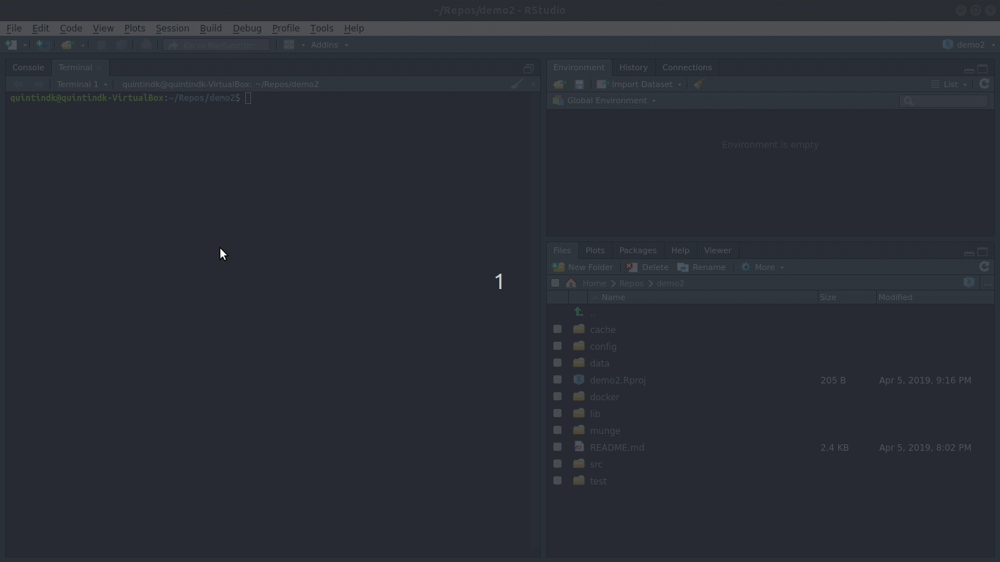 ~/Repos/demo2 - RStudio
File Edit Code View Plots Session Build Debug Profile Tools Help
Go to file/function Addins demo2
Console Terminal
Terminal 1 quintindk@quintindk-VirtualBox: ~/Repos/demo2
quintindk@quintindk-VirtualBox:~/Repos/demo2$
1
Environment History Connections
Import Dataset List
Global Environment
Environment is empty
Files Plots Packages Help Viewer
New Folder Delete Rename More
Home Repos demo2 ...
Name Size Modified
..
cache
config
data
demo2.Rproj 205 B Apr 5, 2019, 9:16 PM
docker
lib
munge
README.md 2.4 KB Apr 5, 2019, 8:02 PM
src
test